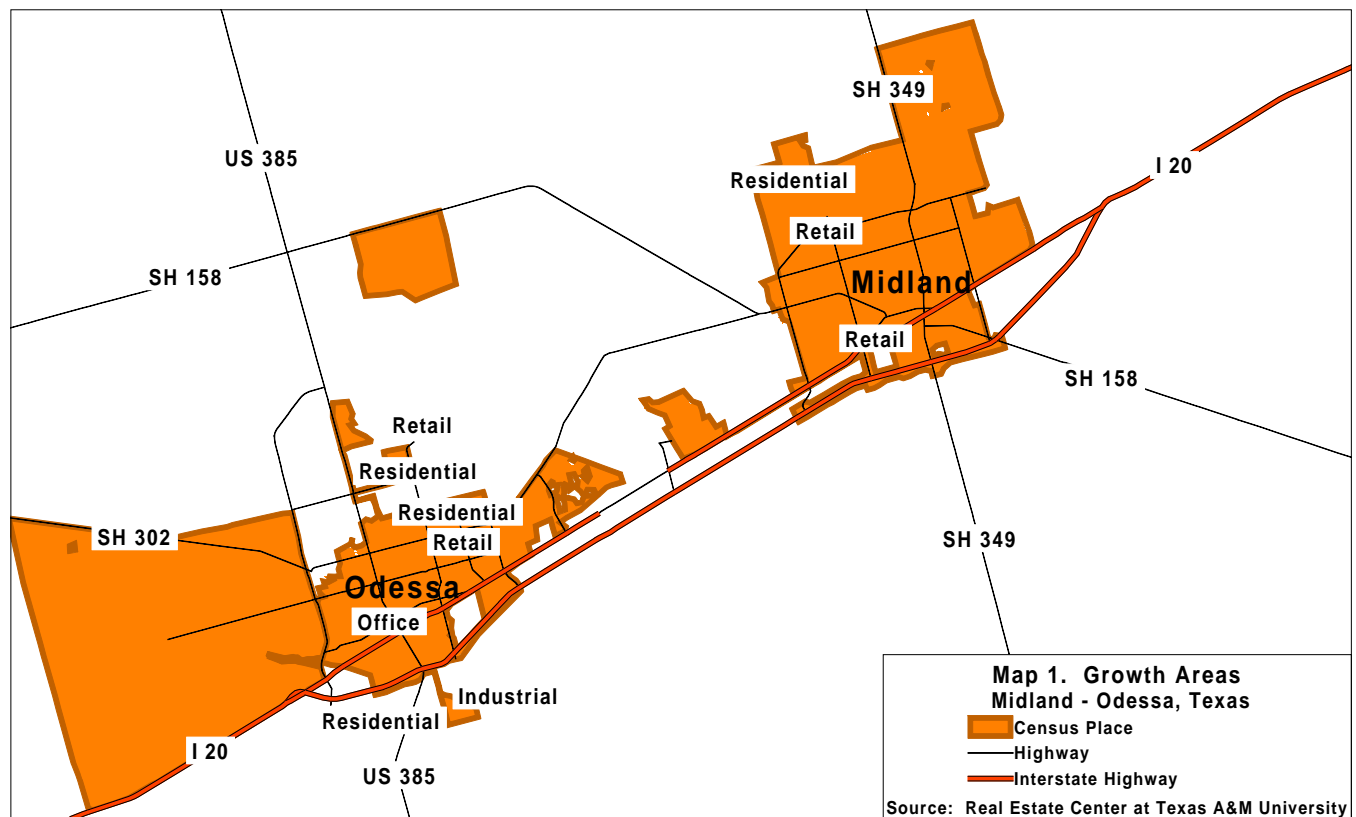 SH 349
US 385
I 20
Residential
Retail
SH 158
Midland
Retail
SH 158
Retail
Residential
Residential
SH 302
Retail
SH 349
Odessa
Office
Industrial
Residential
I 20
US 385
Map 1. Growth Areas
Midland - Odessa, Texas
Census Place
Highway
Interstate Highway
Source: Real Estate Center at Texas A&M University